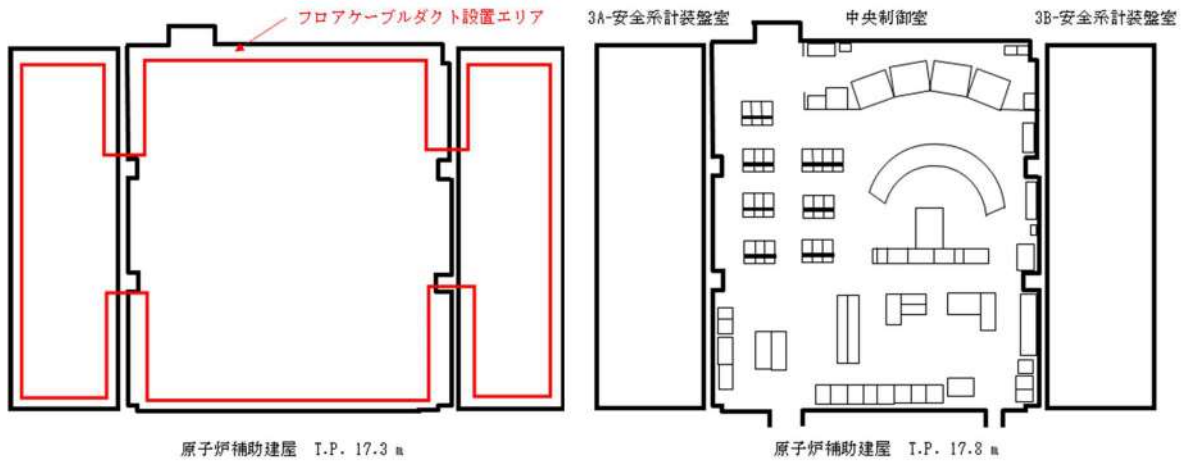 フロアケーブルダクト設置エリア
3A-安全系計装盤室
中央制御室
3B-安全系計装盤室
原子炉補助建屋 T.P. 17.3 m
原子炉補助建屋 T.P. 17.8 m